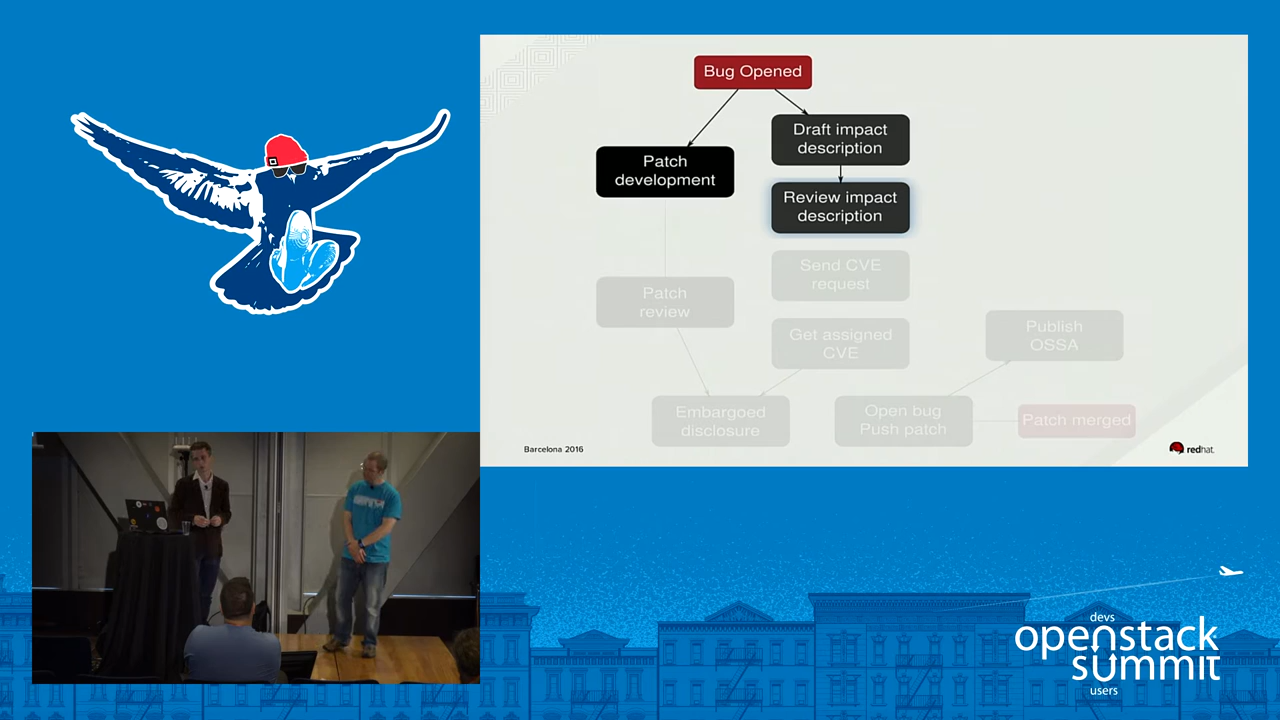 Bug Opened
Draft impact
description
Patch
development
Review impact
description
Send CVE
request
Patch
review
Get assigned
CVE
Publish
OSSA
Embargoed
disclosure
Open bug
Push patch
Patch merged
Barcelona 2016
redhat.
devs
openstack
summit
users